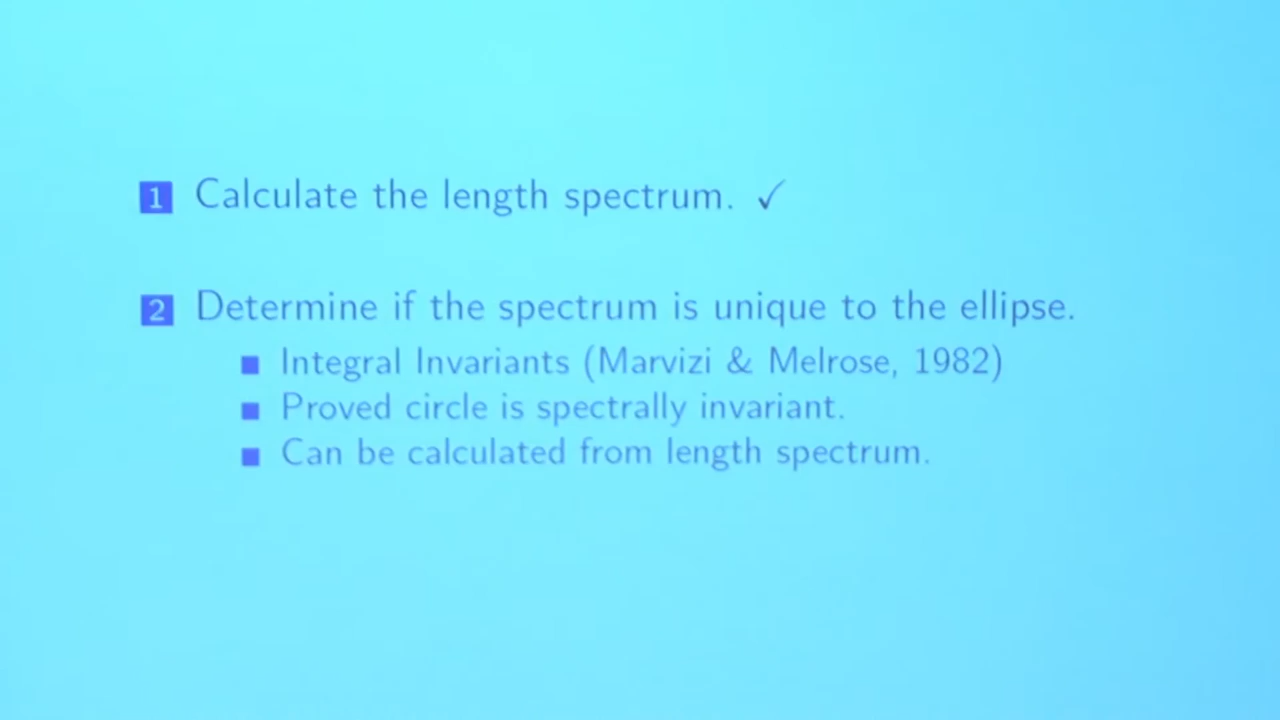 1 Calculate the length spectrum. ✓
2 Determine if the spectrum is unique to the ellipse.
■ Integral Invariants (Marvizi & Melrose, 1982)
■ Proved circle is spectrally invariant.
■ Can be calculated from length spectrum.